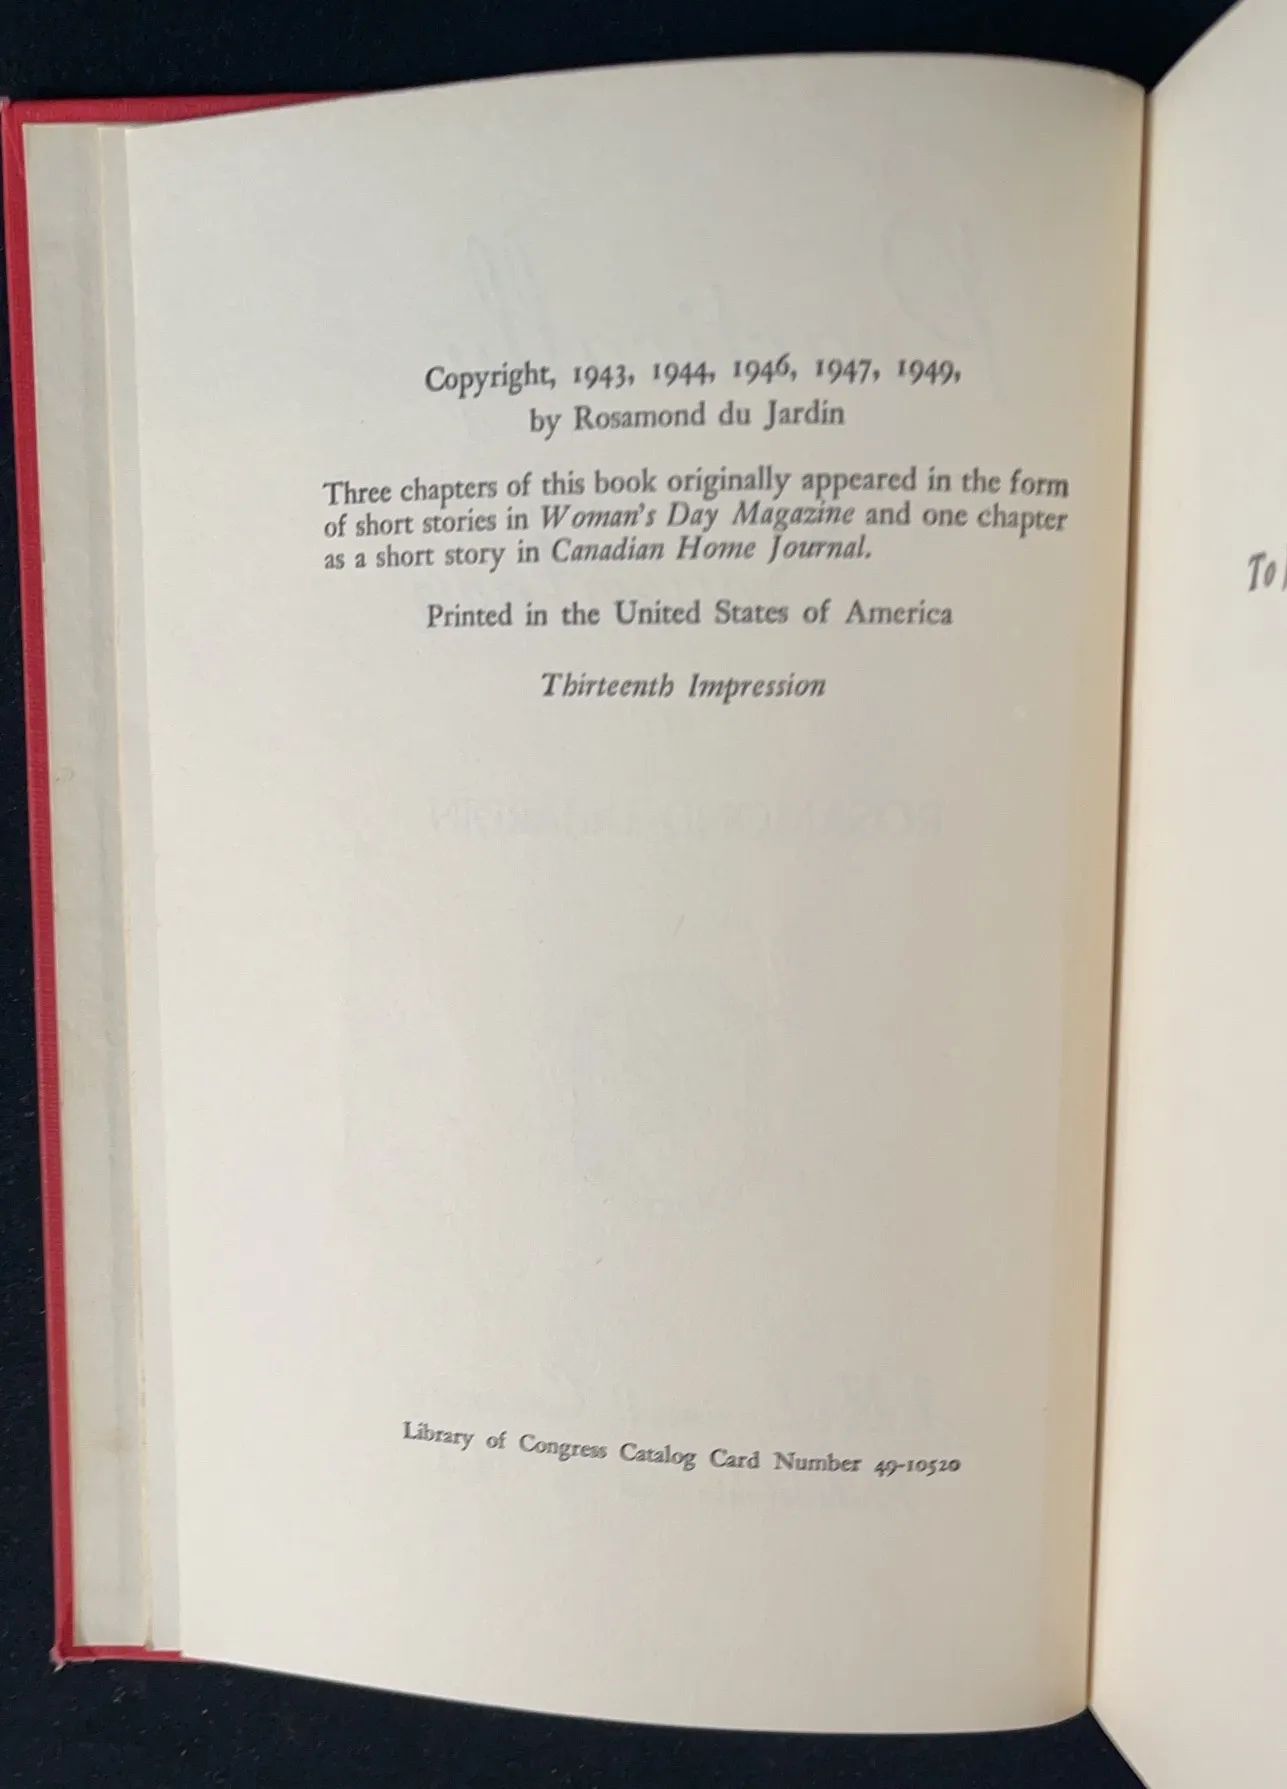 Copyright, 1943, 1944, 1946, 1947, 1949,
by Rosamond du Jardin
Three chapters of this book originally appeared in the form
of short stories in Woman's Day Magazine and one chapter
as a short story in Canadian Home Journal.
Printed in the United States of America
Thirteenth Impression
Library of Congress Catalog Card Number 49-10520
To